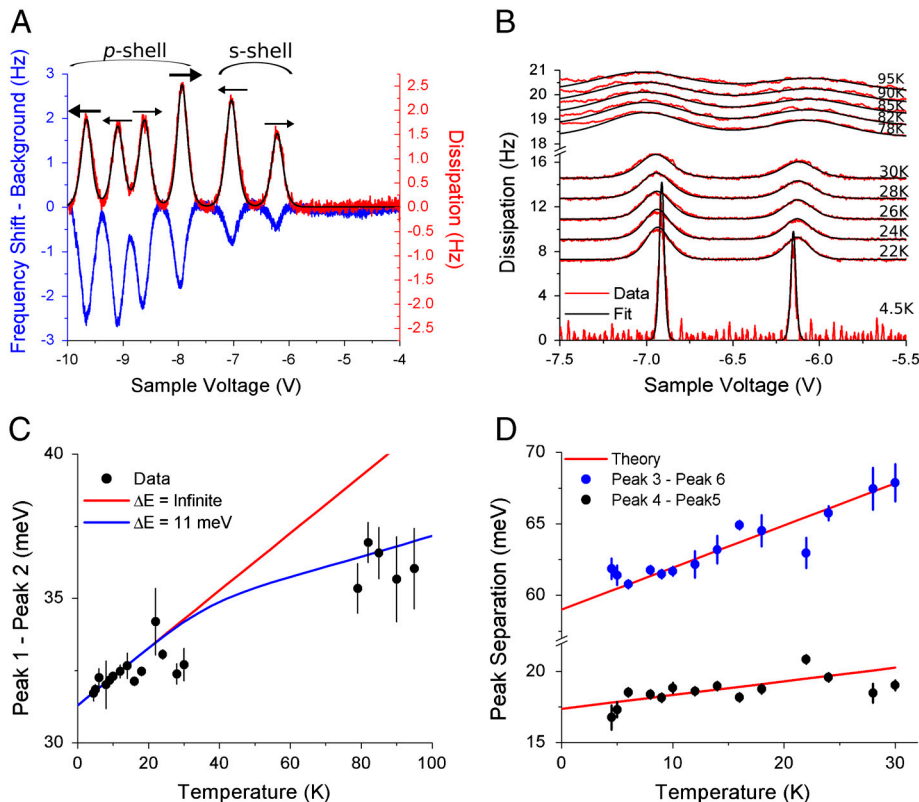 A
p-shell
s-shell
Frequency Shift - Background (Hz)
3
2
1
0
-1
-2
-3
2.5
2.0
1.5
1.0
0.5
0.0
-0.5
-1.0
-1.5
-2.0
-2.5
Dissipation (Hz)
-10 -9 -8 -7 -6 -5 -4
Sample Voltage (V)
B
Dissipation (Hz)
21
20
19
18
16
12
8
4
0
95K
90K
85K
82K
78K
30K
28K
26K
24K
22K
4.5K
Data
Fit
-7.5 -7.0 -6.5 -6.0 -5.5
Sample Voltage (V)
C
Peak 1 - Peak 2 (meV)
40
35
30
Data
ΔE = Infinite
ΔE = 11 meV
0 20 40 60 80 100
Temperature (K)
D
Peak Separation (meV)
70
65
60
20
15
Theory
Peak 3 - Peak 6
Peak 4 - Peak5
0 10 20 30
Temperature (K)